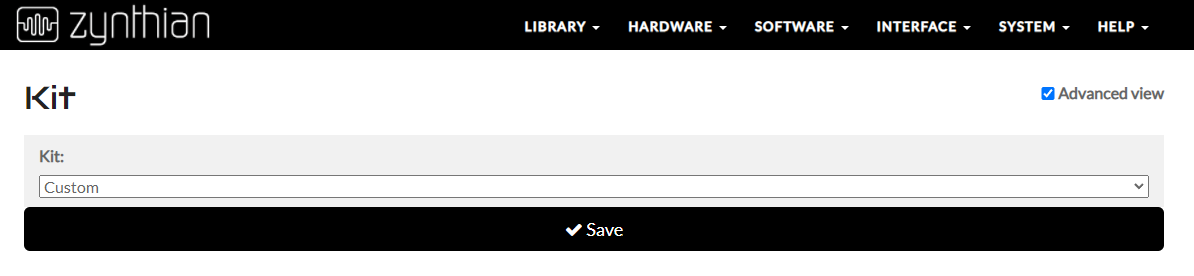 zynthian LIBRARY HARDWARE SOFTWARE INTERFACE SYSTEM HELP
Kit Advanced view
Kit:
Custom
Save